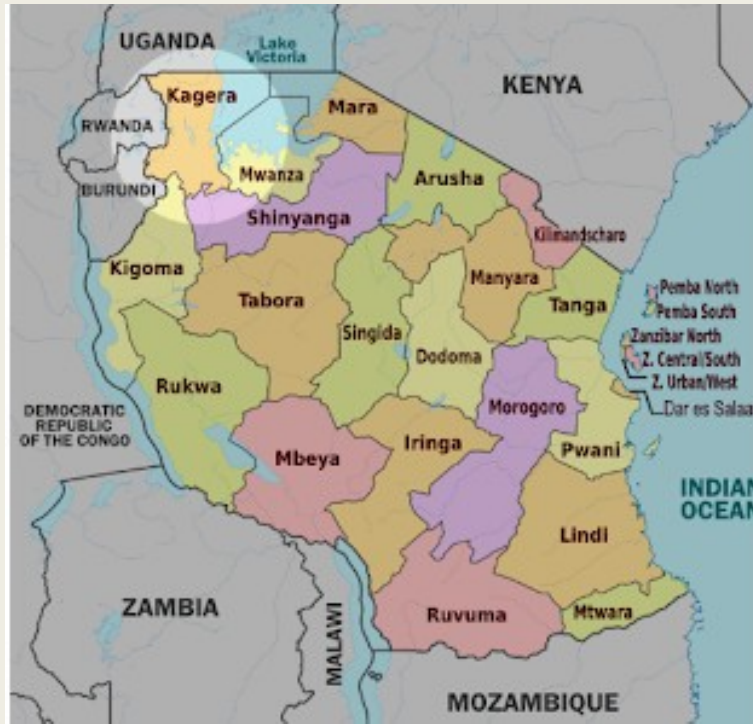 UGANDA
Lake
Victoria
KENYA
Kagera
Mara
RWANDA
Mwanza
Arusha
BURUNDI
Shinyanga
Kilimandscharo
Kigoma
Manyara
Pemba North
Tabora
Tanga
Pemba South
Singida
Zanzibar North
Dodoma
Z. Central/South
Rukwa
Z. Urban/West
Morogoro
Dar es Salaa
DEMOCRATIC
REPUBLIC
OF THE CONGO
Iringa
Mbeya
Pwani
INDIAN
OCEAN
Lindi
ZAMBIA
MALAWI
Ruvuma
Mtwara
MOZAMBIQUE